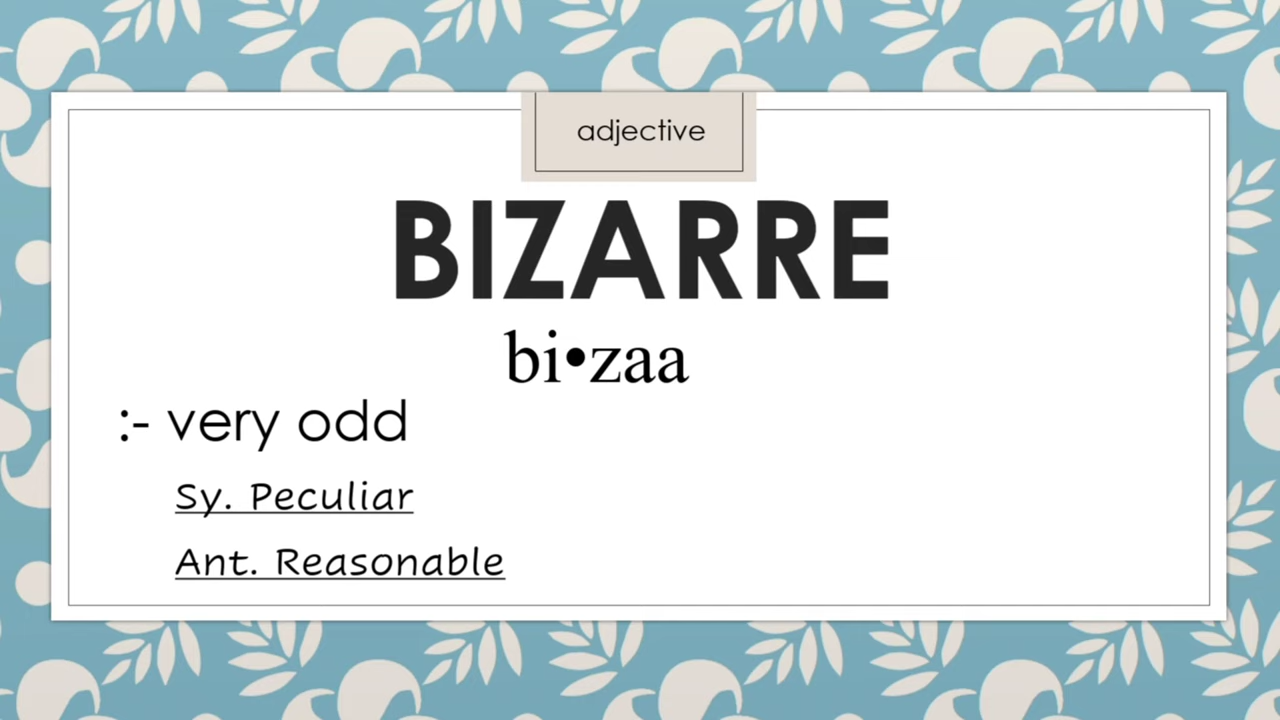 adjective
BIZARRE
bi•zaa
:- very odd
Sy. Peculiar
Ant. Reasonable